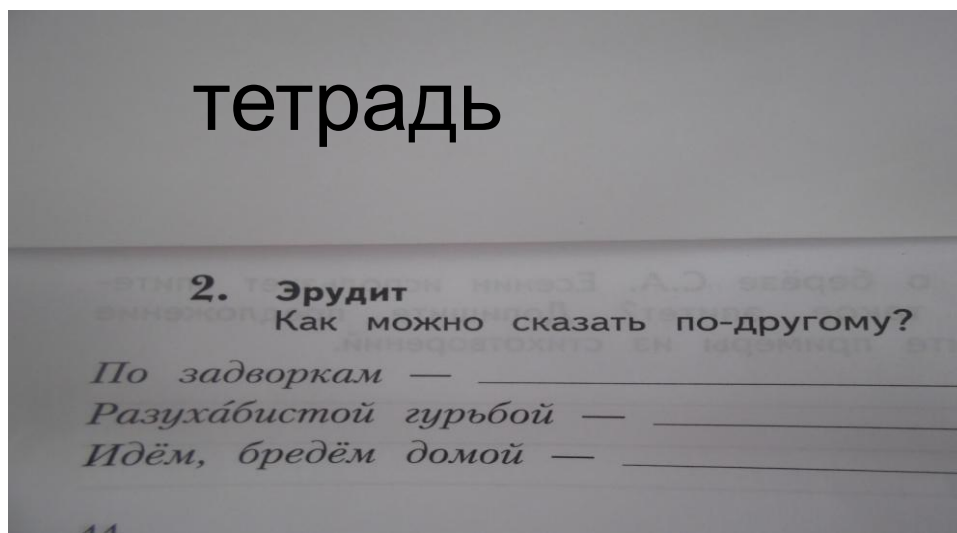 тетрадь
2. Эрудит
Как можно сказать по-другому?
По задворкам —
Разуха́бистой гурьбой —
Идём, бредём домой —